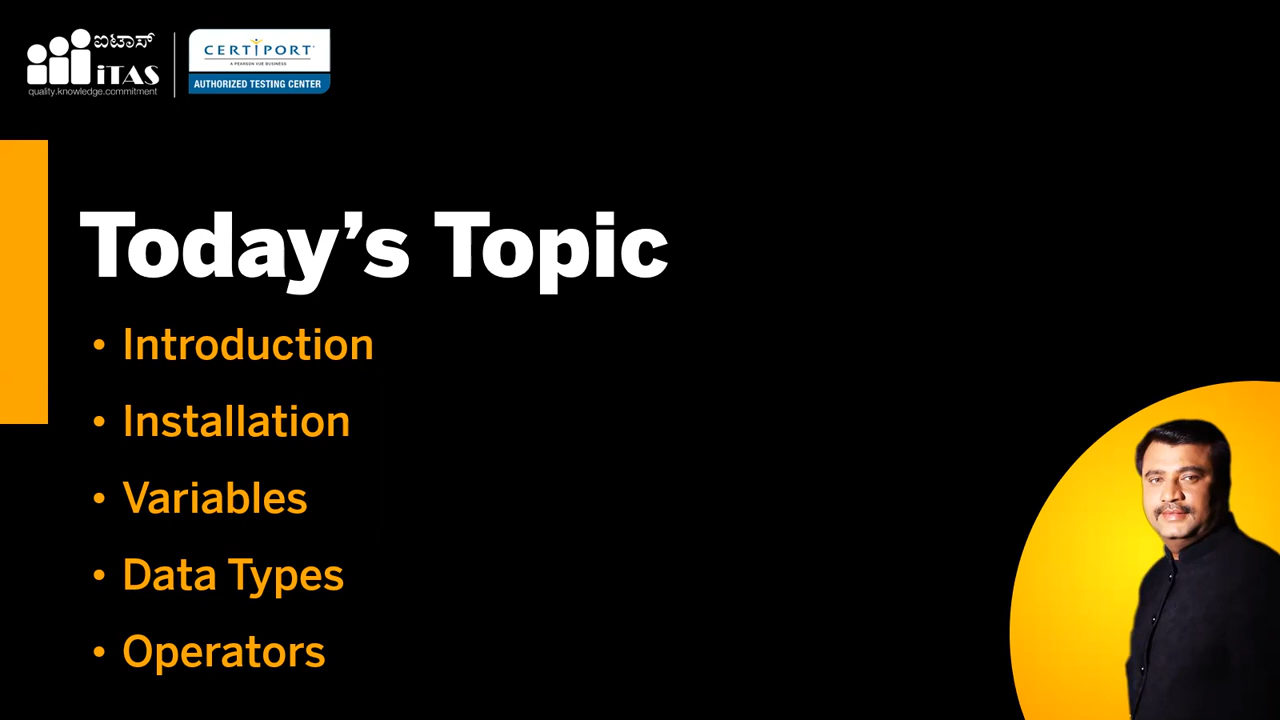 ಐಟಾಸ್
iTAS
quality.knowledge.commitment
CERTIPORT
A PEARSON VUE BUSINESS
AUTHORIZED TESTING CENTER
Today’s Topic
• Introduction
• Installation
• Variables
• Data Types
• Operators